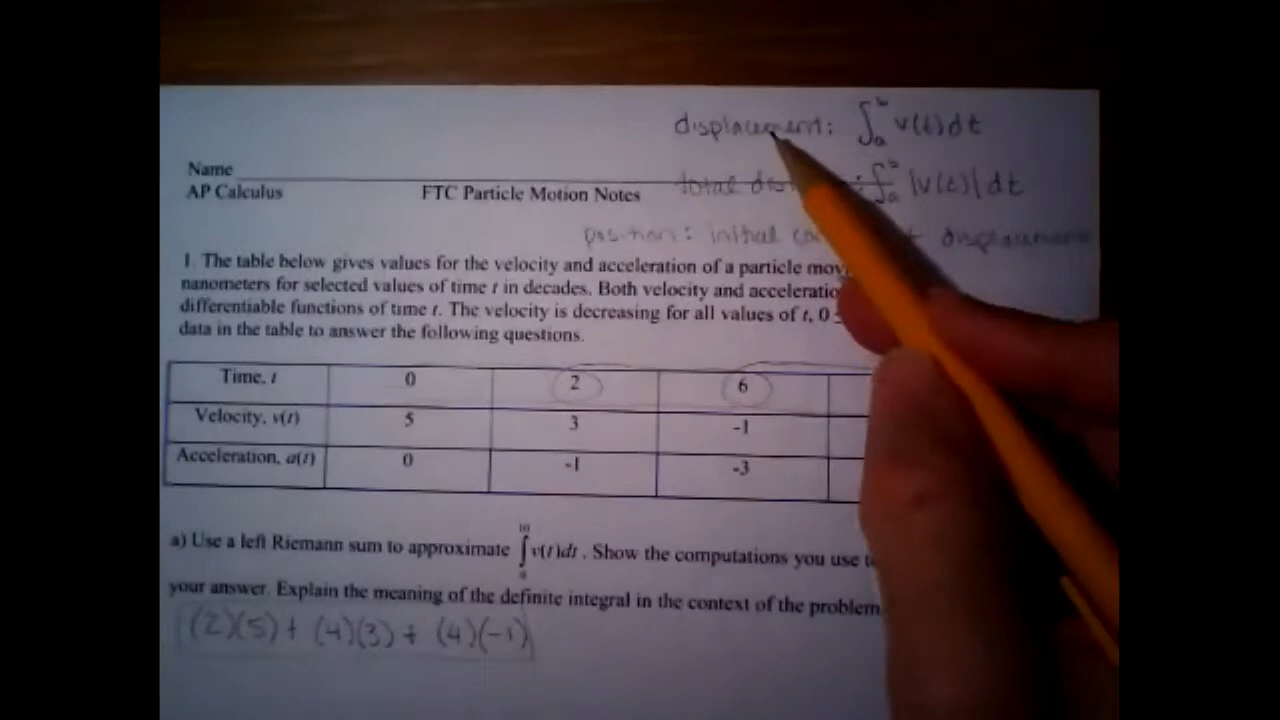 displacement: ∫ₐᵇ v(t)dt
Name
total : ∫ₐᵇ |v(t)| dt
AP Calculus FTC Particle Motion Notes
position: initial displacement
1. The table below gives values for the velocity and acceleration of a particle
nanometers for selected values of time t in decades. Both velocity and
differentiable functions of time t. The velocity is decreasing for all values of t, 0
data in the table to answer the following questions.
Time, t 0 2 6
Velocity, v(t) 5 3 -1
Acceleration, a(t) 0 -1 -3
a) Use a left Riemann sum to approximate ∫₀¹⁰ v(t)dt. Show the computations you use
your answer. Explain the meaning of the definite integral in the context of the problem
(2)(5) + (4)(3) + (4)(-1)